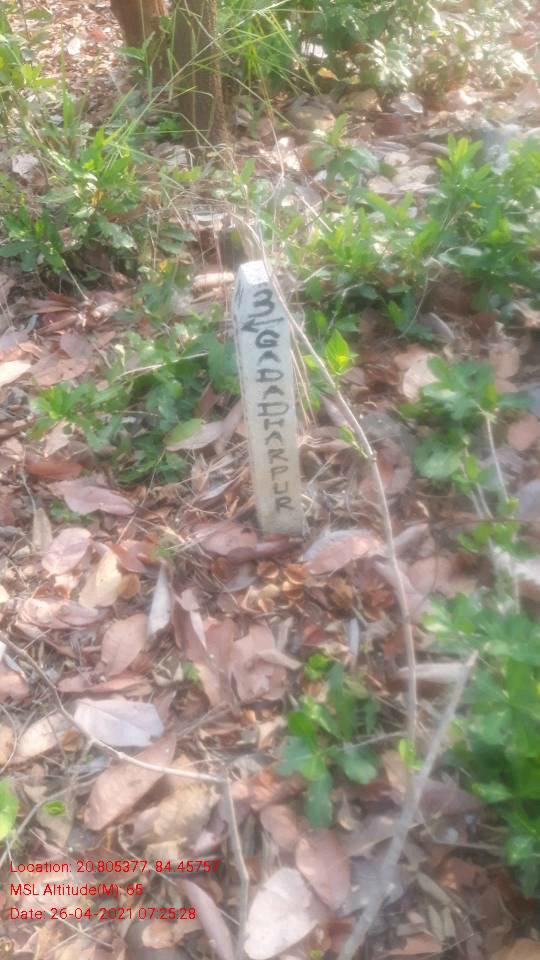 3
GADADHARPUR
Location: 20.805377, 84.45757
MSL Altitude(M): 65
Date: 26-04-2021 07:25:28